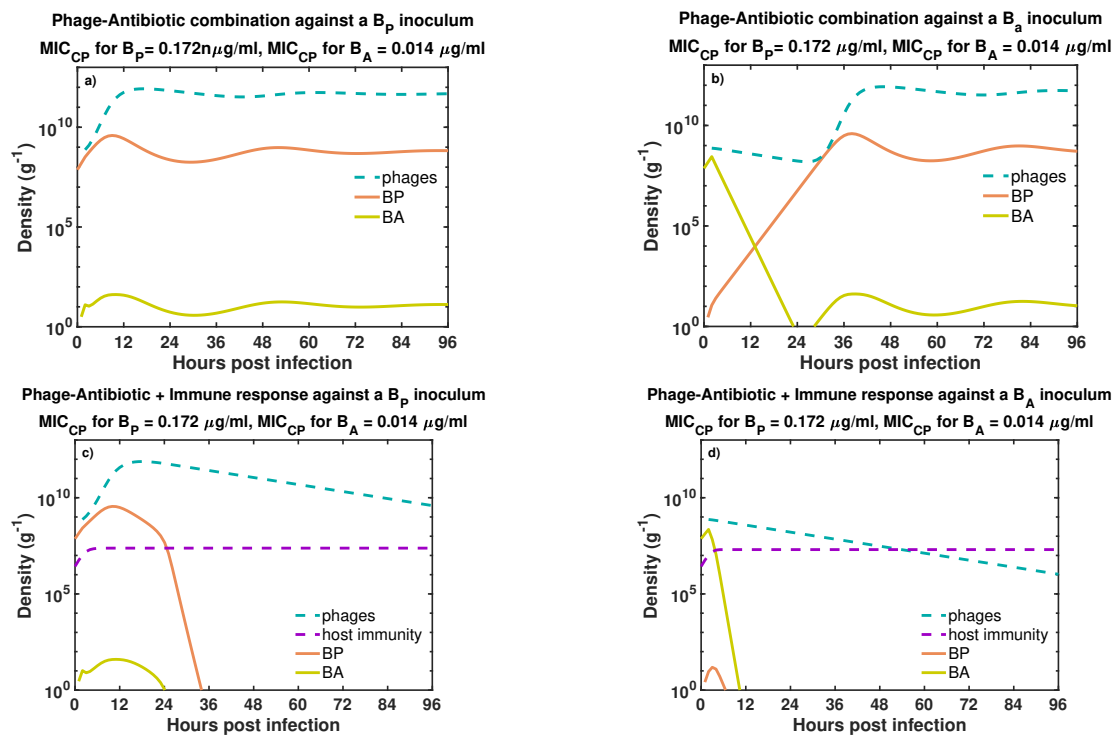 Phage-Antibiotic combination against a B_P inoculum
MIC_CP for B_P= 0.172nμg/ml, MIC_CP for B_A = 0.014 μg/ml
a)
10^10
10^5
10^0
Density (g^-1)
phages
BP
BA
0 12 24 36 48 60 72 84 96
Hours post infection
Phage-Antibiotic combination against a B_a inoculum
MIC_CP for B_P = 0.172 μg/ml, MIC_CP for B_A = 0.014 μg/ml
b)
10^10
10^5
10^0
Density (g^-1)
phages
BP
BA
0 12 24 36 48 60 72 84 96
Hours post infection
Phage-Antibiotic + Immune response against a B_P inoculum
MIC_CP for B_P = 0.172 μg/ml, MIC_CP for B_A = 0.014 μg/ml
c)
10^10
10^5
10^0
Density (g^-1)
phages
host immunity
BP
BA
0 12 24 36 48 60 72 84 96
Hours post infection
Phage-Antibiotic + Immune response against a B_A inoculum
MIC_CP for B_P = 0.172 μg/ml, MIC_CP for B_A = 0.014 μg/ml
d)
10^10
10^5
10^0
Density (g^-1)
phages
host immunity
BP
BA
0 12 24 36 48 60 72 84 96
Hours post infection